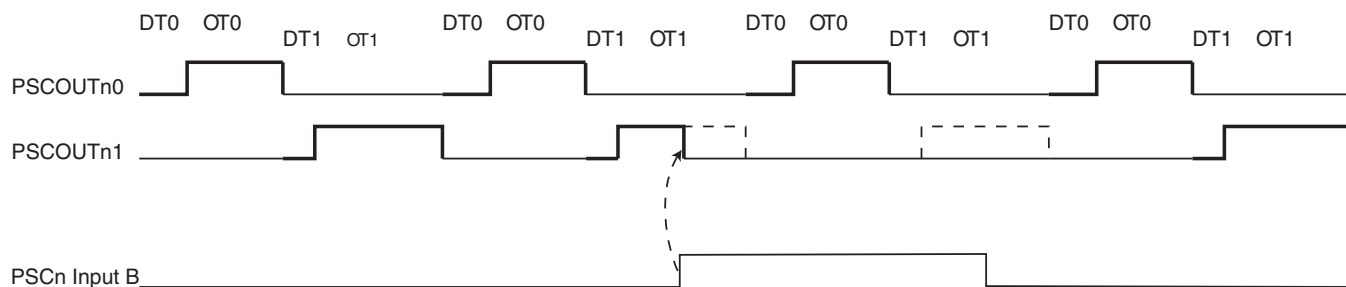 DT0 OT0 DT0 OT0 DT0 OT0 DT0 OT0
DT1 OT1 DT1 OT1 DT1 OT1 DT1 OT1
PSCOUTn0
PSCOUTn1
PSCn Input B